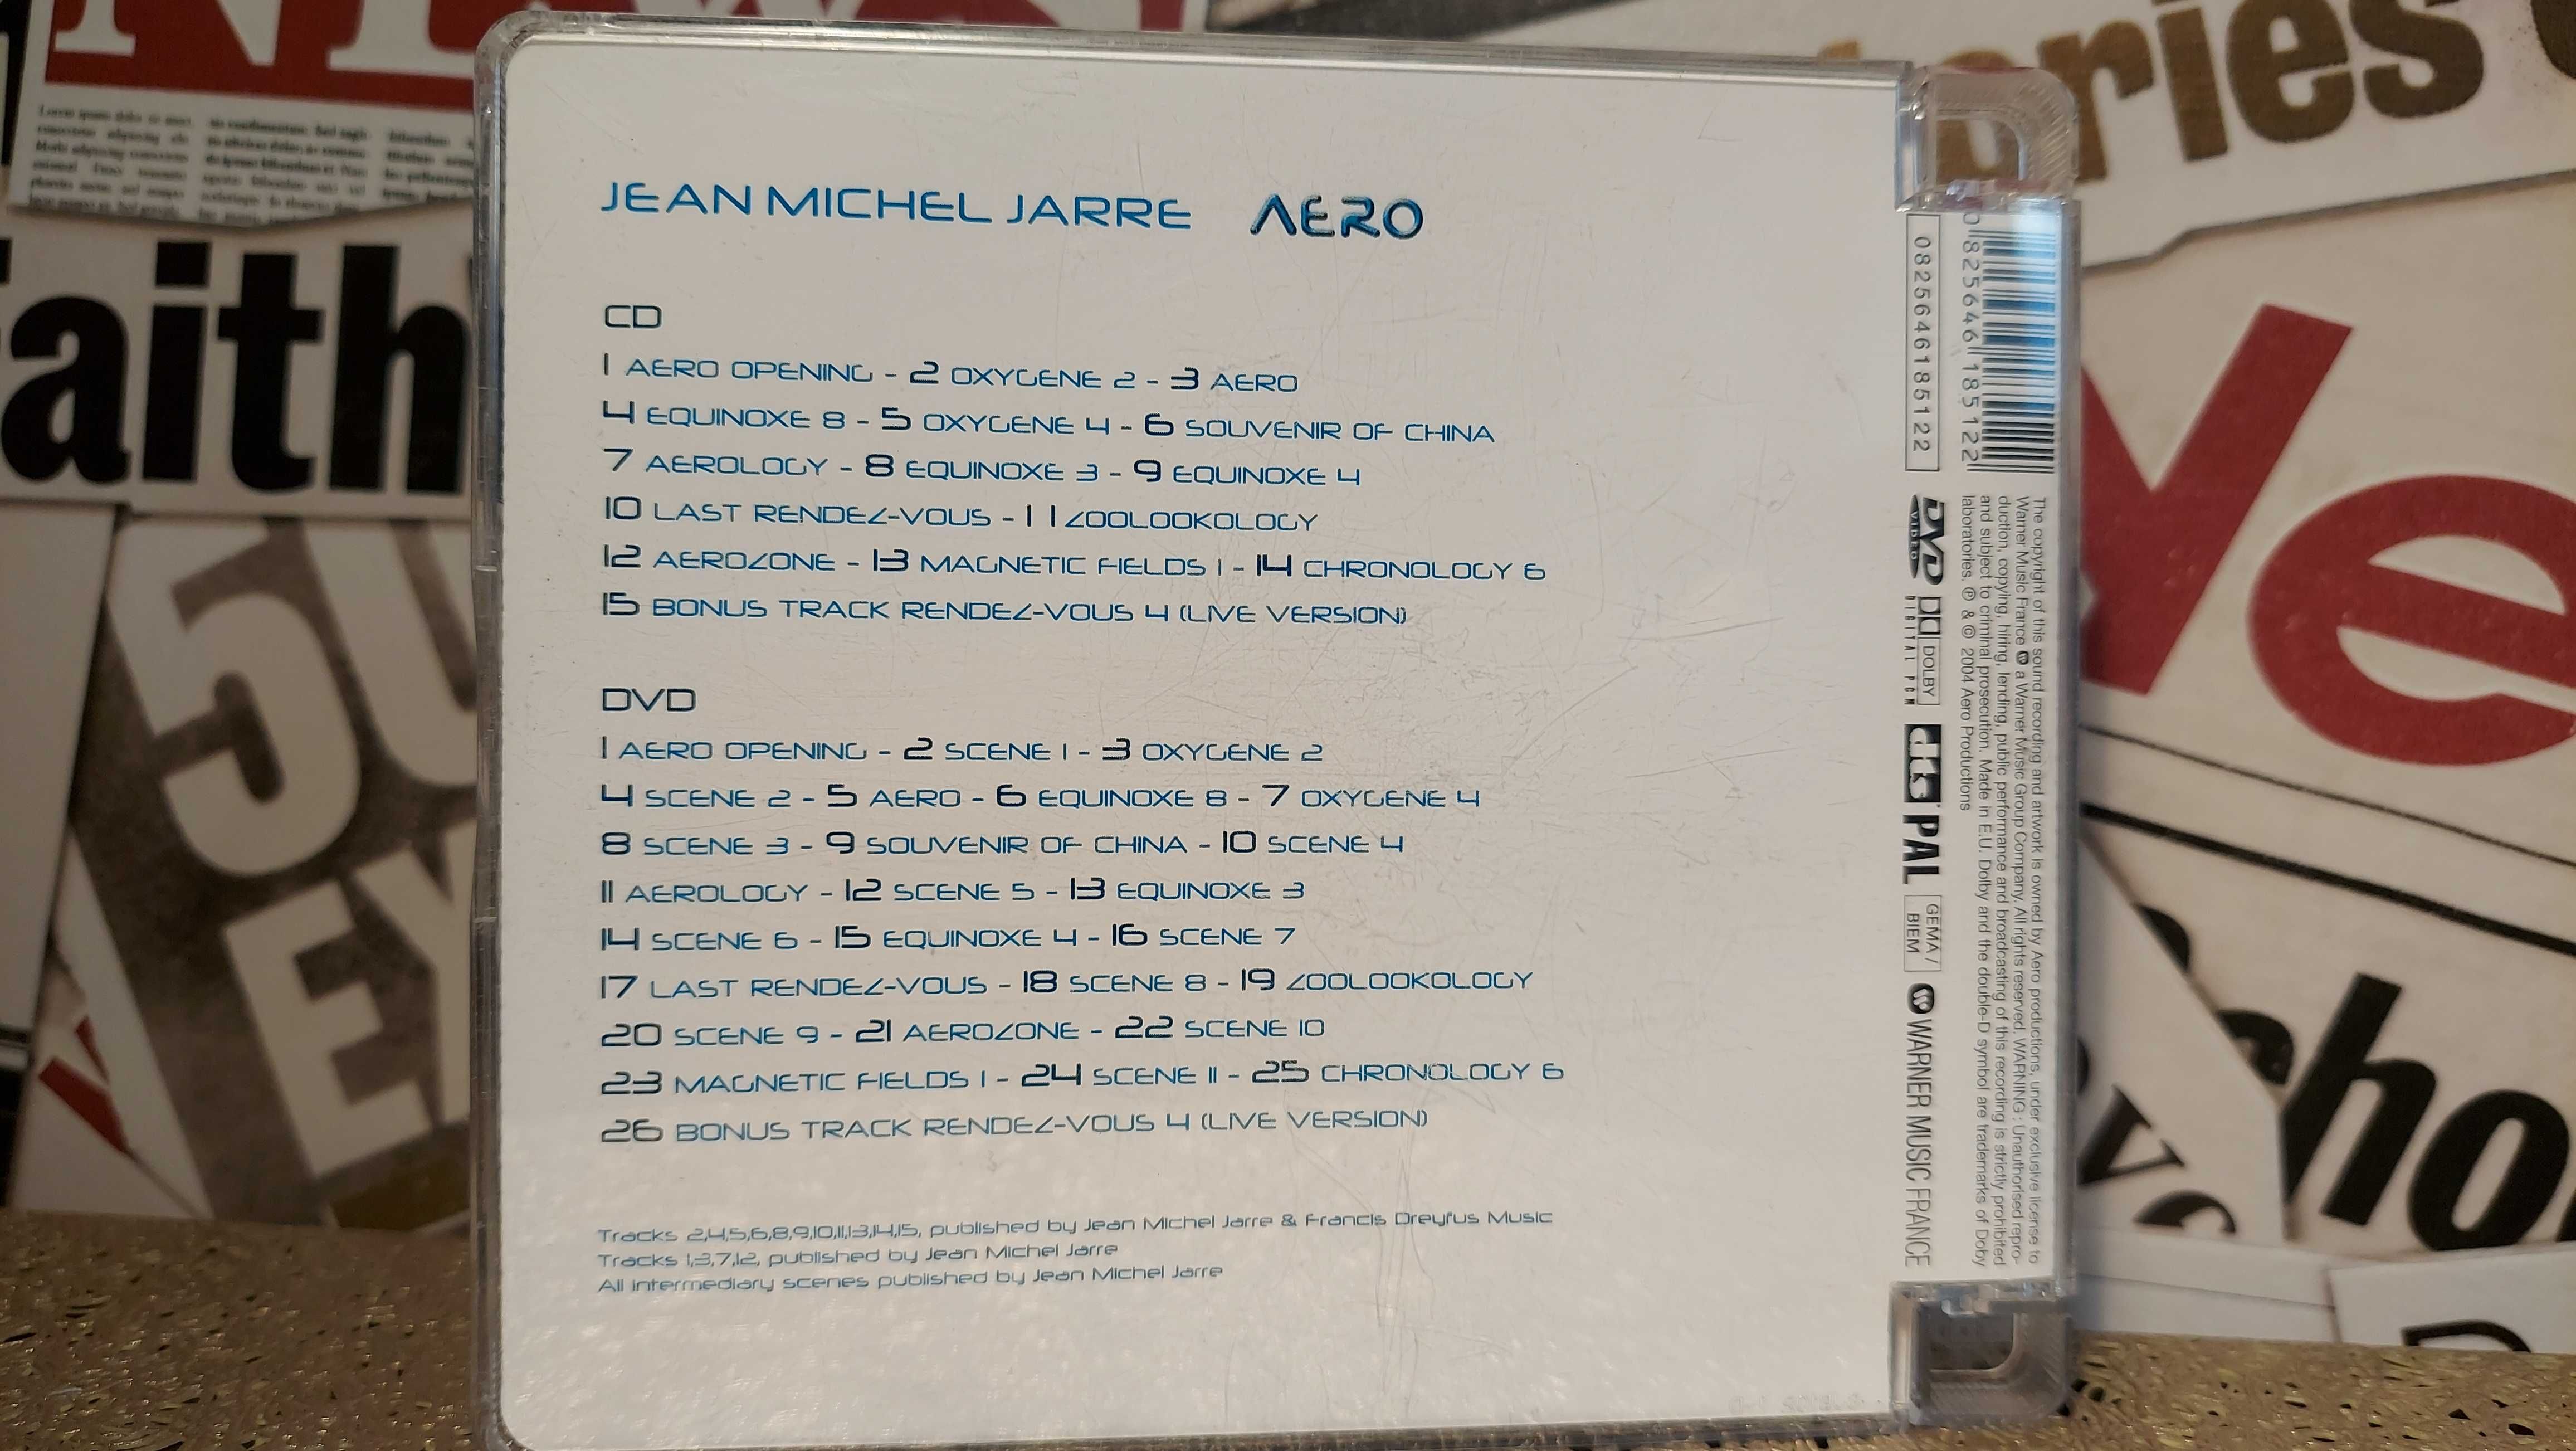 JEAN MICHEL JARRE AERO
CD
1 AERO OPENING - 2 OXYGENE 2 - 3 AERO
4 EQUINOXE 8 - 5 OXYGENE 4 - 6 SOUVENIR OF CHINA
7 AEROLOGY - 8 EQUINOXE 3 - 9 EQUINOXE 4
10 LAST RENDEZ-VOUS - 11 ZOOLOOKOLOGY
12 AEROZONE - 13 MAGNETIC FIELDS 1 - 14 CHRONOLOGY 6
15 BONUS TRACK RENDEZ-VOUS 4 (LIVE VERSION)
DVD
1 AERO OPENING - 2 SCENE 1 - 3 OXYGENE 2
4 SCENE 2 - 5 AERO - 6 EQUINOXE 8 - 7 OXYGENE 4
8 SCENE 3 - 9 SOUVENIR OF CHINA - 10 SCENE 4
11 AEROLOGY - 12 SCENE 5 - 13 EQUINOXE 3
14 SCENE 6 - 15 EQUINOXE 4 - 16 SCENE 7
17 LAST RENDEZ-VOUS - 18 SCENE 8 - 19 ZOOLOOKOLOGY
20 SCENE 9 - 21 AEROZONE - 22 SCENE 10
23 MAGNETIC FIELDS 1 - 24 SCENE 11 - 25 CHRONOLOGY 6
26 BONUS TRACK RENDEZ-VOUS 4 (LIVE VERSION)
Tracks 2,4,5,6,8,9,10,11,13,14,15, published by Jean Michel Jarre & Francis Dreyfus Music
Tracks 1,3,7,12, published by Jean Michel Jarre
All intermediary scenes published by Jean Michel Jarre
0 825646 185122
0825646185122
The copyright of this sound recording and artwork is owned by Aero productions, under exclusive license to
Warner Music France a Warner Music Group Company. All rights reserved. WARNING : Unauthorised repro-
duction, copying, hiring, lending, public performance and broadcasting of this recording is strictly prohibited
and subject to criminal prosecution. Made in E.U. Dolby and the double-D symbol are trademarks of Dolby
laboratories. ℗ & © 2004 Aero Productions
DVD VIDEO
DOLBY
DIGITAL PCM
dts
PAL
GEMA /
BIEM
WARNER MUSIC FRANCE
aith
ories
50